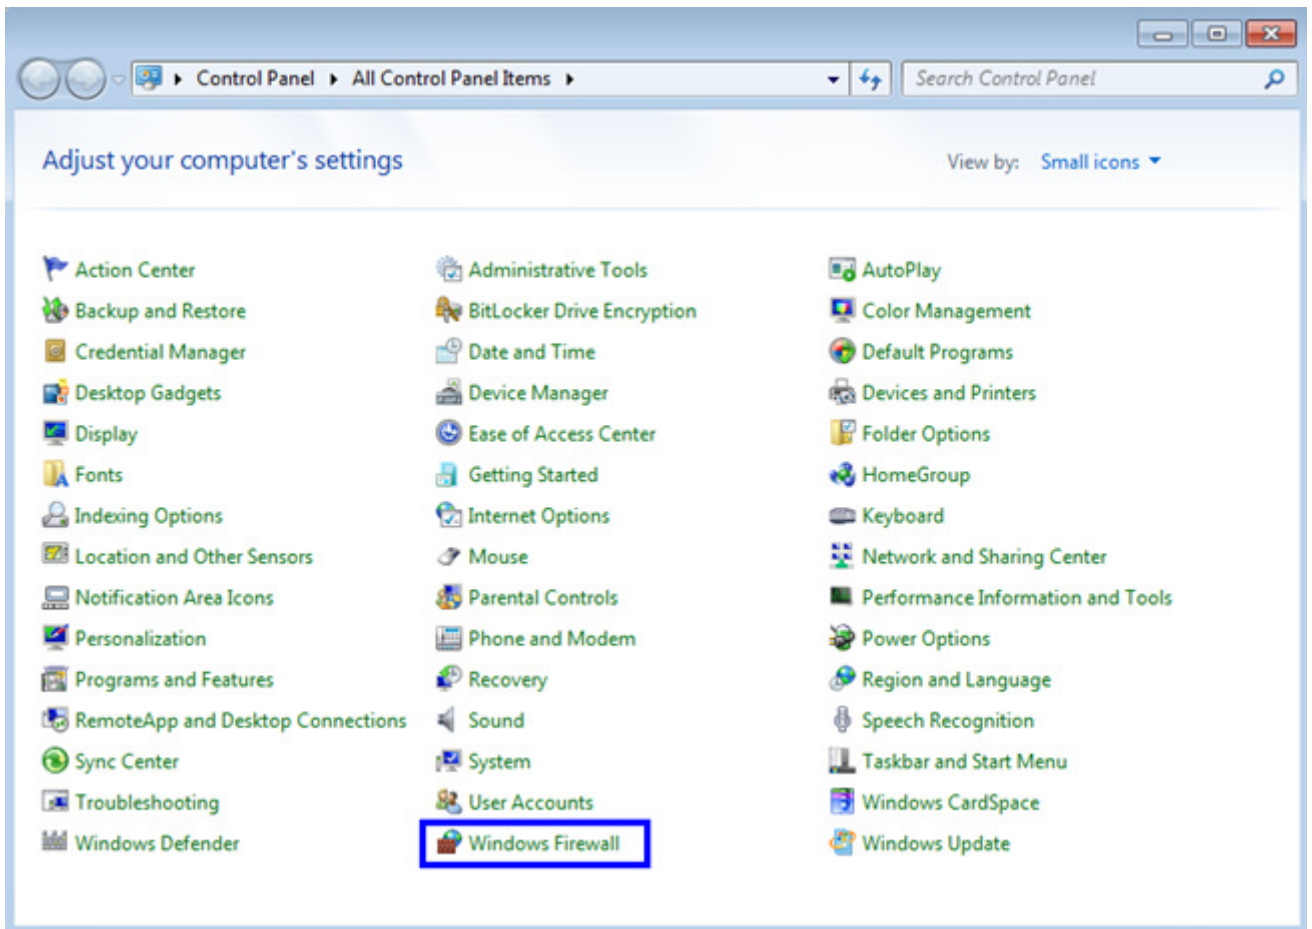 Control Panel All Control Panel Items Search Control Panel
Adjust your computer's settings View by: Small icons
Action Center Administrative Tools AutoPlay
Backup and Restore BitLocker Drive Encryption Color Management
Credential Manager Date and Time Default Programs
Desktop Gadgets Device Manager Devices and Printers
Display Ease of Access Center Folder Options
Fonts Getting Started HomeGroup
Indexing Options Internet Options Keyboard
Location and Other Sensors Mouse Network and Sharing Center
Notification Area Icons Parental Controls Performance Information and Tools
Personalization Phone and Modem Power Options
Programs and Features Recovery Region and Language
RemoteApp and Desktop Connections Sound Speech Recognition
Sync Center System Taskbar and Start Menu
Troubleshooting User Accounts Windows CardSpace
Windows Defender Windows Firewall Windows Update